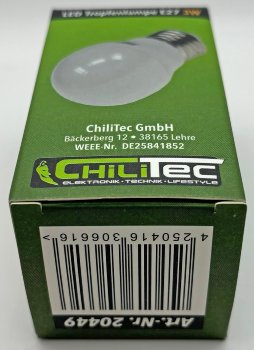 LED Tropfenlampe E27 3W
ChiliTec GmbH
Bäckerberg 12 • 38165 Lehre
WEEE-Nr. DE25841852
CHILITEC
ELEKTRONIK • TECHNIK • LIFESTYLE
4 250416 306616 >
Art.-Nr. 20449